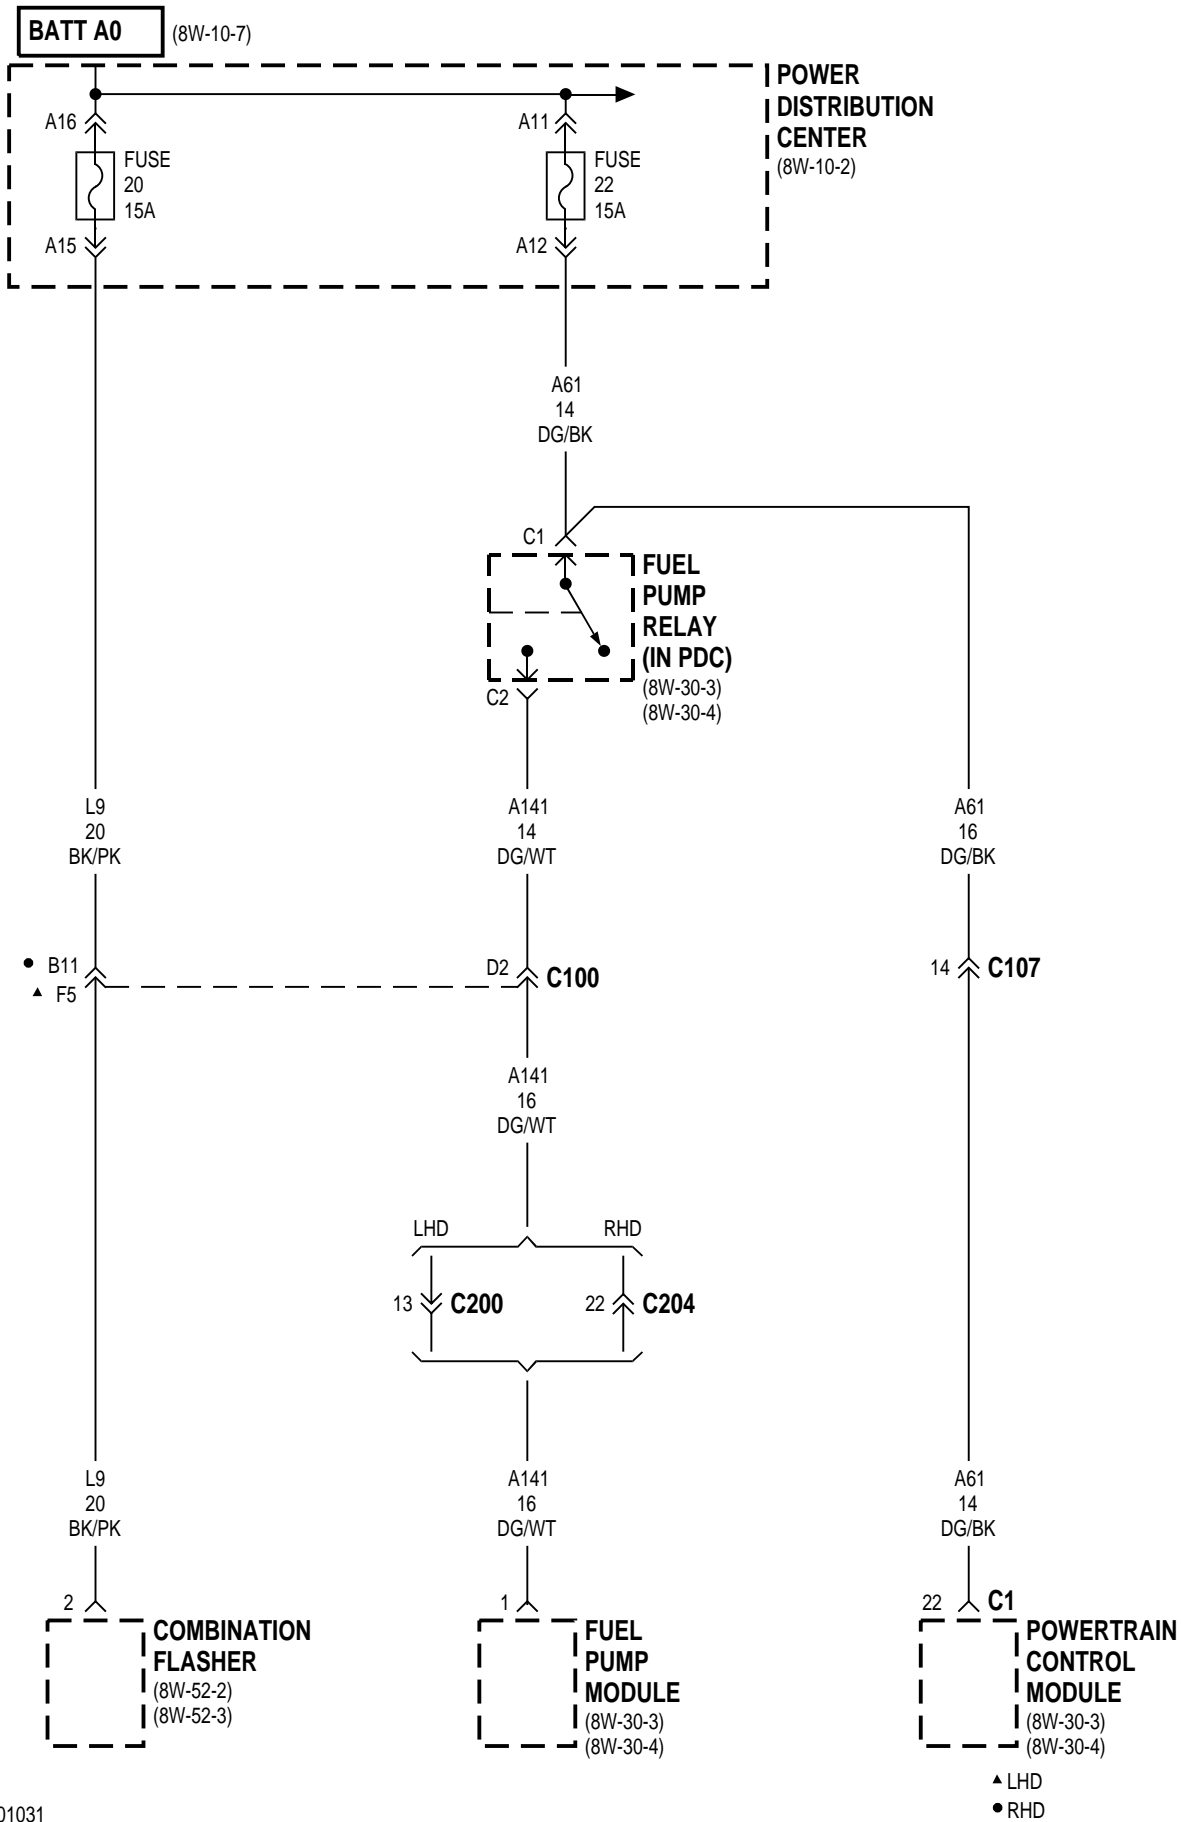 BATT A0
(8W-10-7)
POWER
DISTRIBUTION
CENTER
(8W-10-2)
A16
A11
FUSE
20
15A
FUSE
22
15A
A15
A12
A61
14
DG/BK
C1
FUEL
PUMP
RELAY
(IN PDC)
(8W-30-3)
(8W-30-4)
C2
L9
20
BK/PK
A141
14
DG/WT
A61
16
DG/BK
● B11
▲ F5
D2
C100
14
C107
A141
16
DG/WT
LHD
RHD
13
C200
22
C204
L9
20
BK/PK
A141
16
DG/WT
A61
14
DG/BK
2
1
22
C1
COMBINATION
FLASHER
(8W-52-2)
(8W-52-3)
FUEL
PUMP
MODULE
(8W-30-3)
(8W-30-4)
POWERTRAIN
CONTROL
MODULE
(8W-30-3)
(8W-30-4)
▲ LHD
● RHD
01031